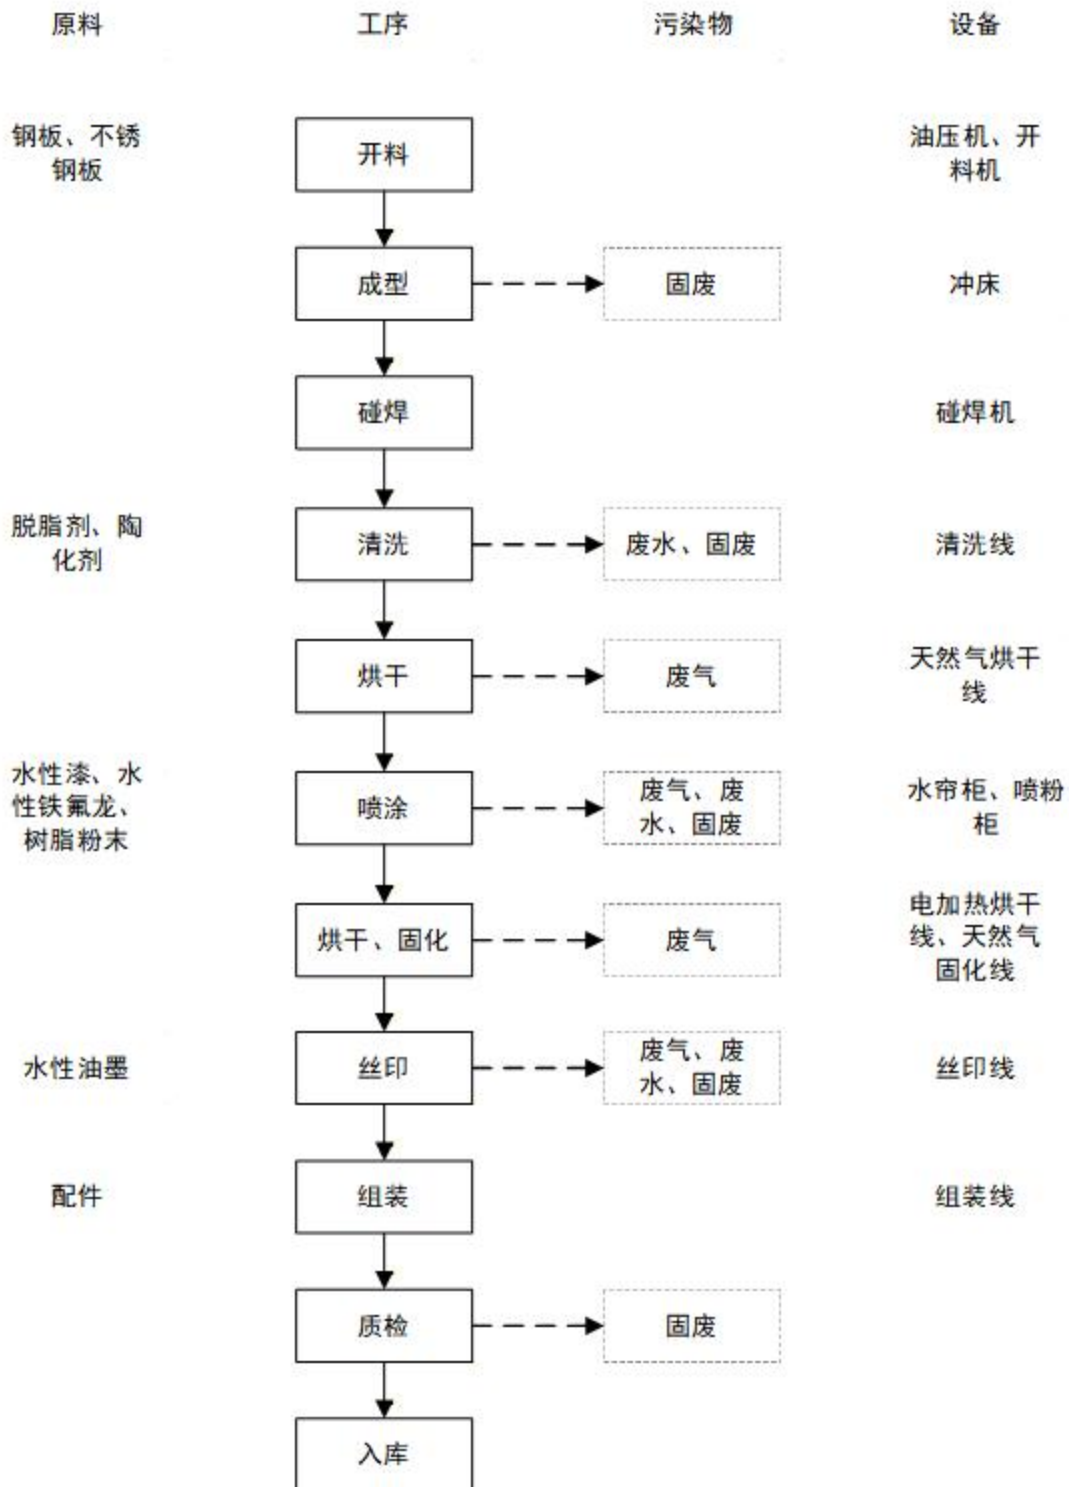 原料 工序 污染物 设备
钢板、不锈
钢板
开料
油压机、开
料机
成型
固废
冲床
碰焊
碰焊机
脱脂剂、陶
化剂
清洗
废水、固废
清洗线
烘干
废气
天然气烘干
线
水性漆、水
性铁氟龙、
树脂粉末
喷涂
废气、废
水、固废
水帘柜、喷粉
柜
烘干、固化
废气
电加热烘干
线、天然气
固化线
水性油墨
丝印
废气、废
水、固废
丝印线
配件
组装
组装线
质检
固废
入库